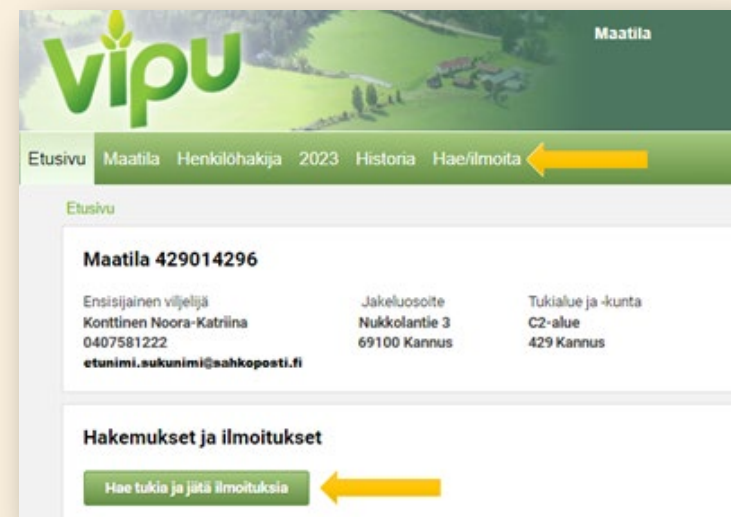 vipu
Maatila
Etusivu Maatila Henkilöhakija 2023 Historia Hae/ilmoita
Etusivu
Maatila 429014296
Ensisijainen viljelijä Jakeluosoite Tukialue ja -kunta
Konttinen Noora-Katriina Nukkolantie 3 C2-alue
0407581222 69100 Kannus 429 Kannus
etunimi.sukunimi@sahkoposti.fi
Hakemukset ja ilmoitukset
Hae tukia ja jätä ilmoituksia